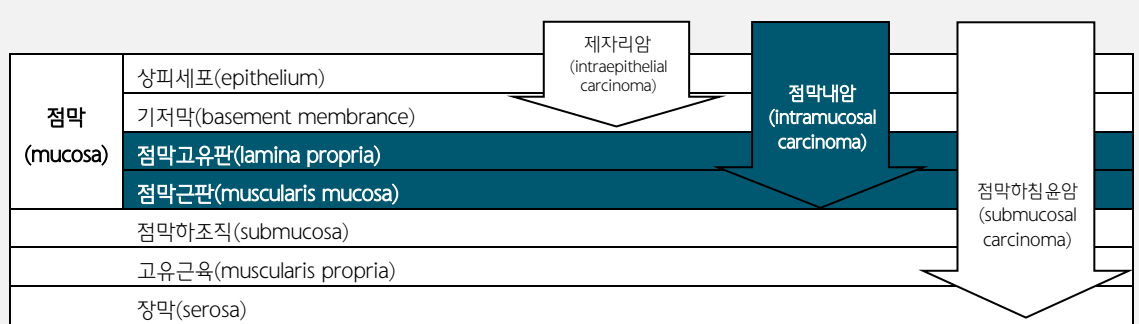 제자리암
(intraepithelial
carcinoma)
점막내암
(intramucosal
carcinoma)
점막하침윤암
(submucosal
carcinoma)
점막
(mucosa)
상피세포(epithelium)
기저막(basement membrance)
점막고유판(lamina propria)
점막근판(muscularis mucosa)
점막하조직(submucosa)
고유근육(muscularis propria)
장막(serosa)